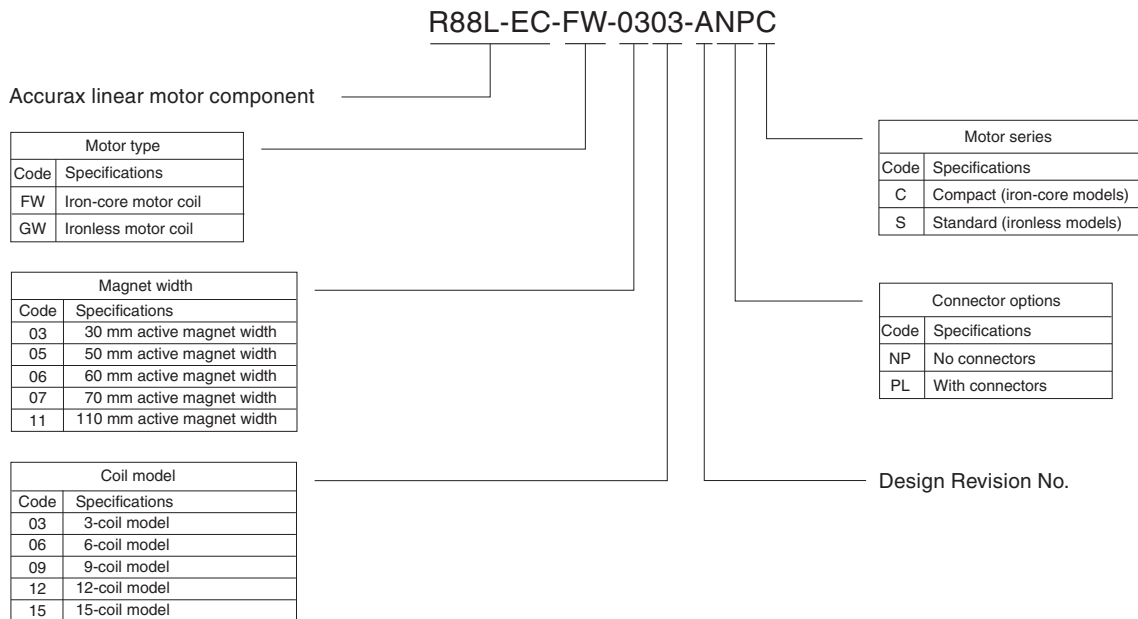 R88L-EC-FW-0303-ANPC
Accurax linear motor component
Motor type
Code Specifications
FW Iron-core motor coil
GW Ironless motor coil
Magnet width
Code Specifications
03 30 mm active magnet width
05 50 mm active magnet width
06 60 mm active magnet width
07 70 mm active magnet width
11 110 mm active magnet width
Coil model
Code Specifications
03 3-coil model
06 6-coil model
09 9-coil model
12 12-coil model
15 15-coil model
Motor series
Code Specifications
C Compact (iron-core models)
S Standard (ironless models)
Connector options
Code Specifications
NP No connectors
PL With connectors
Design Revision No.